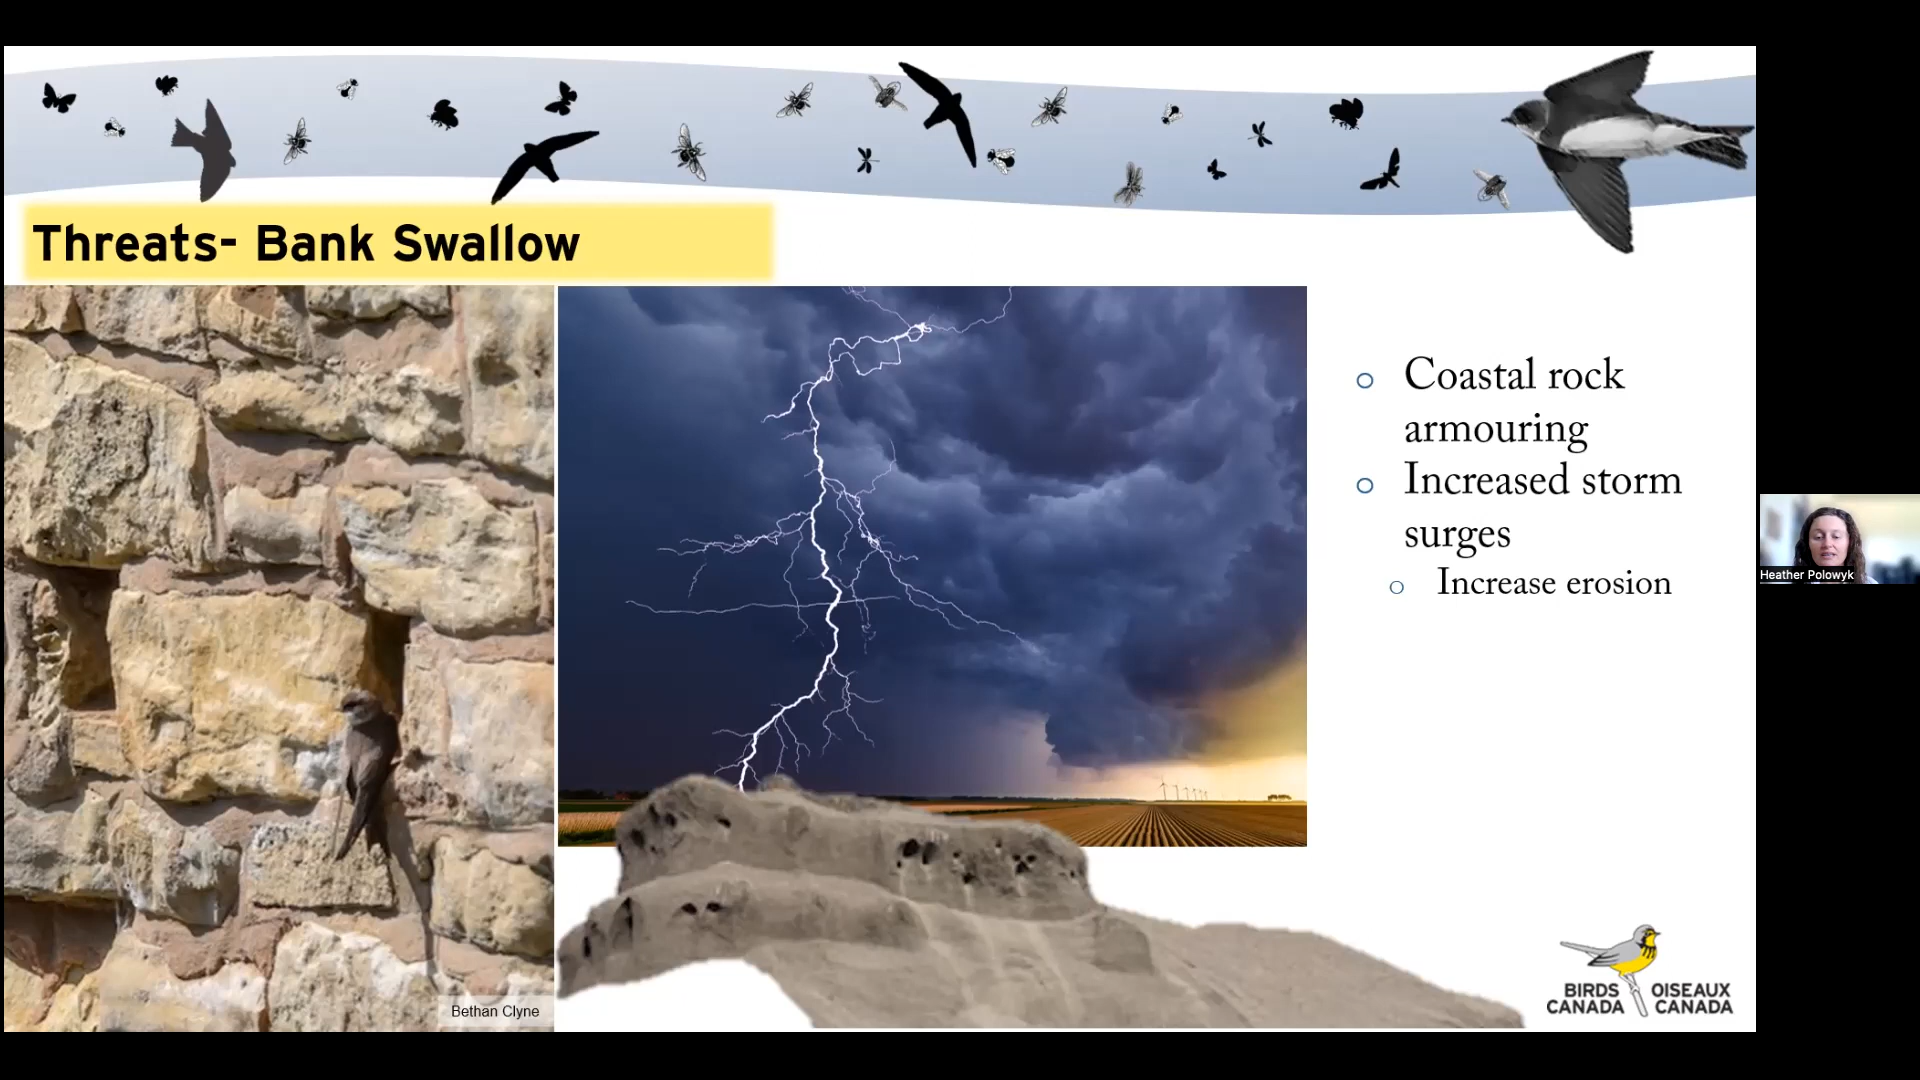 Threats- Bank Swallow
Coastal rock
armouring
Increased storm
surges
Increase erosion
Heather Polowyk
Bethan Clyne
BIRDS OISEAUX
CANADA CANADA